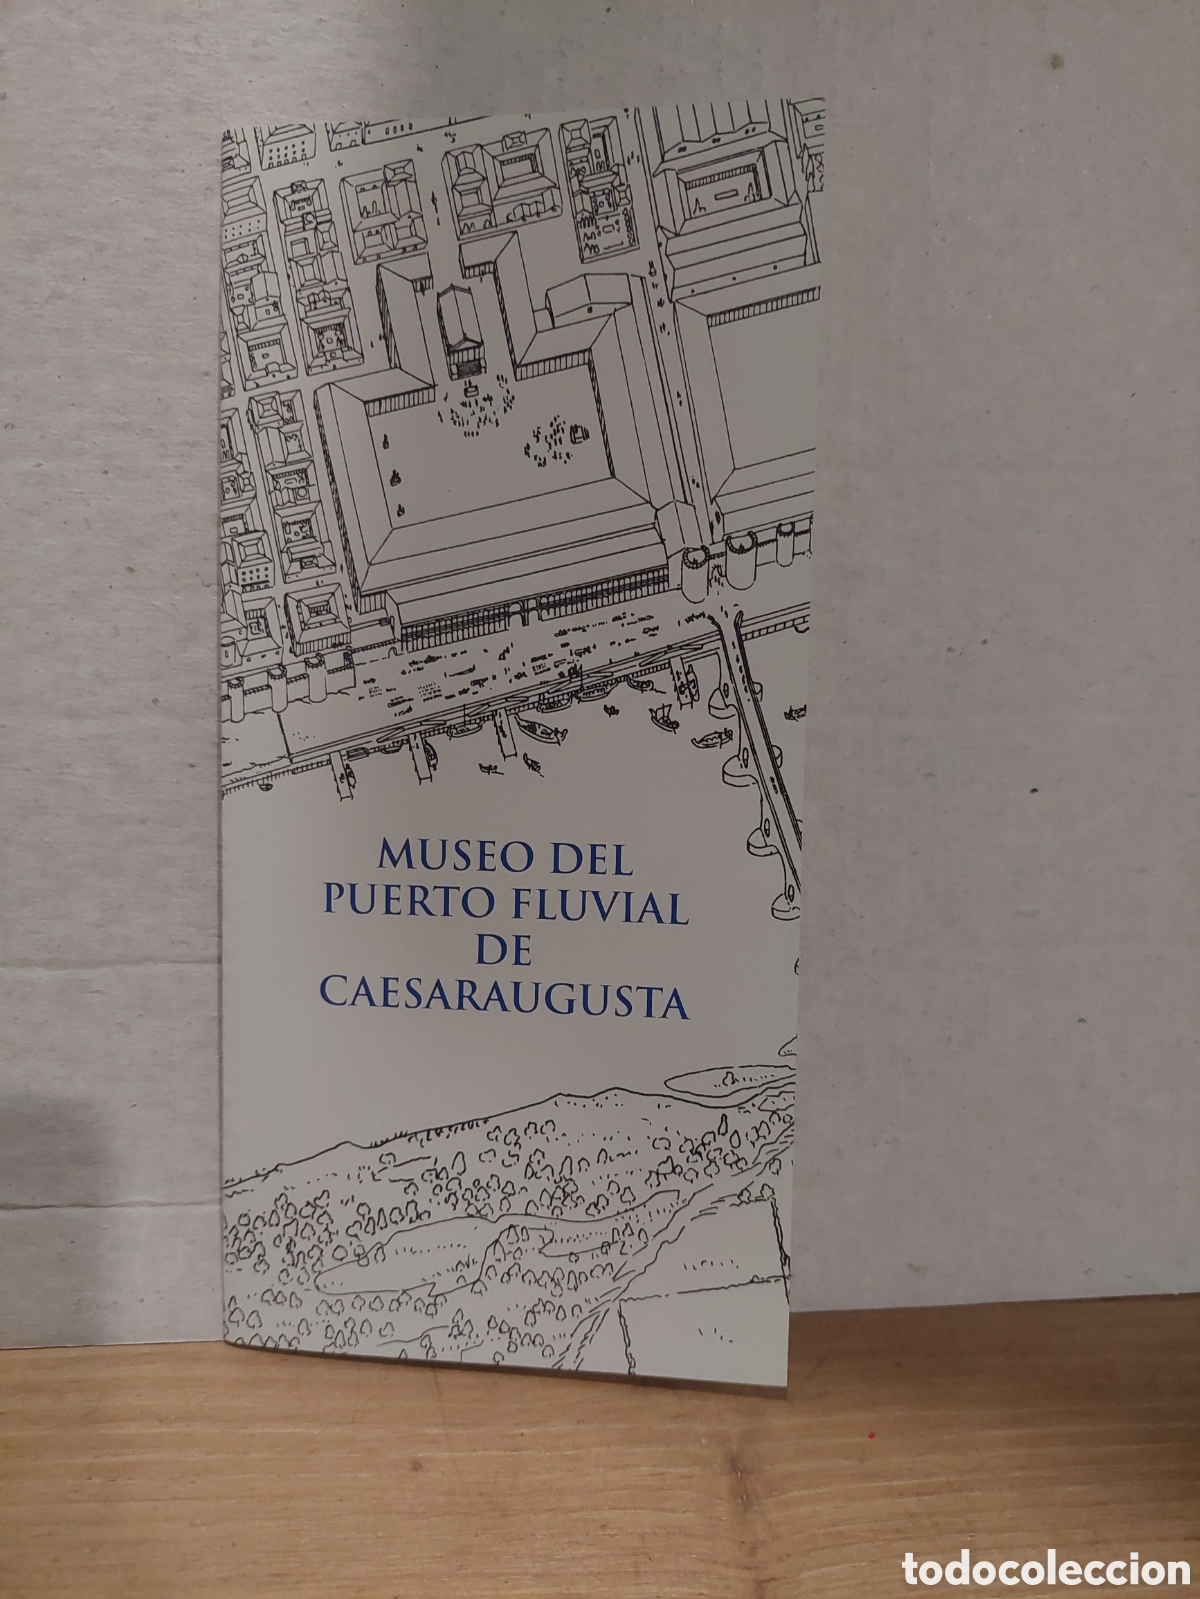 MUSEO DEL
PUERTO FLUVIAL
DE
CAESARAUGUSTA
todocoleccion